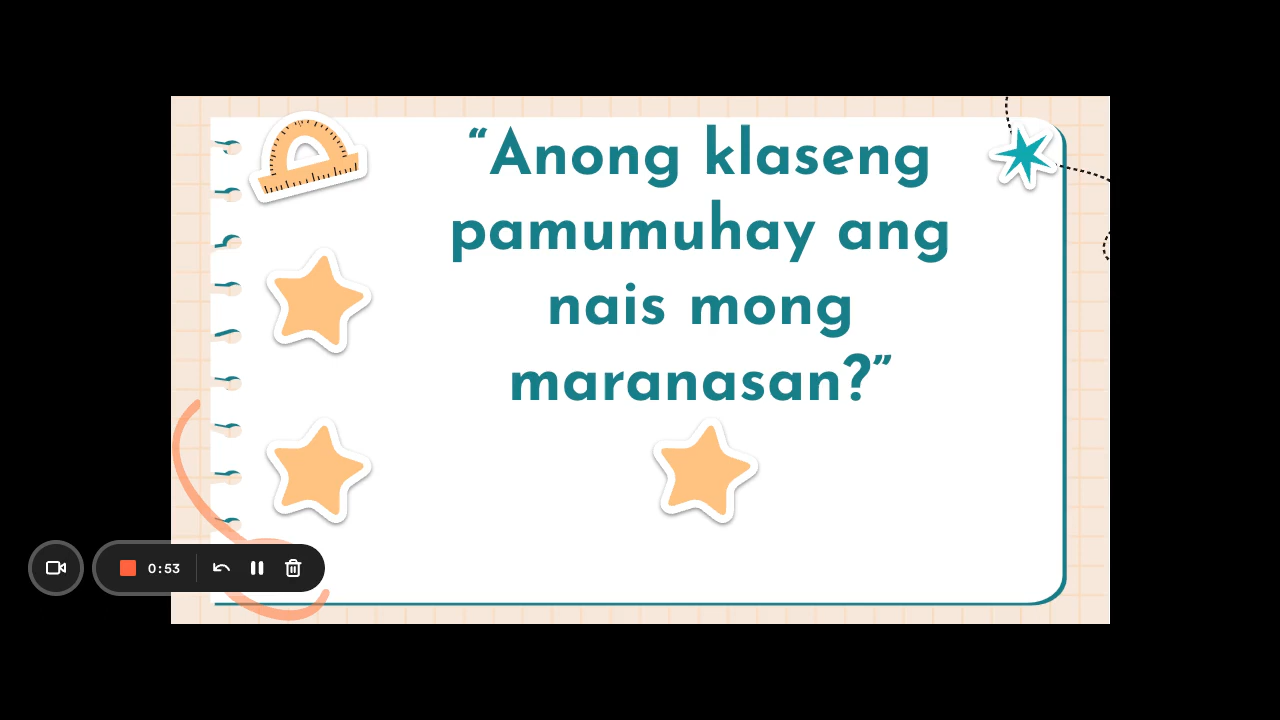 “Anong klaseng
pamumuhay ang
nais mong
maranasan?”
0:53